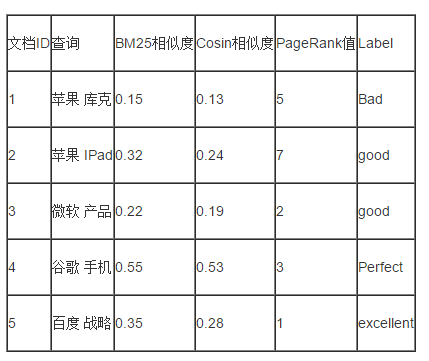 文档ID 查询 BM25相似度 Cosin相似度 PageRank值 Label
1 苹果 库克 0.15 0.13 5 Bad
2 苹果 IPad 0.32 0.24 7 good
3 微软 产品 0.22 0.19 2 good
4 谷歌 手机 0.55 0.53 3 Perfect
5 百度 战略 0.35 0.28 1 excellent